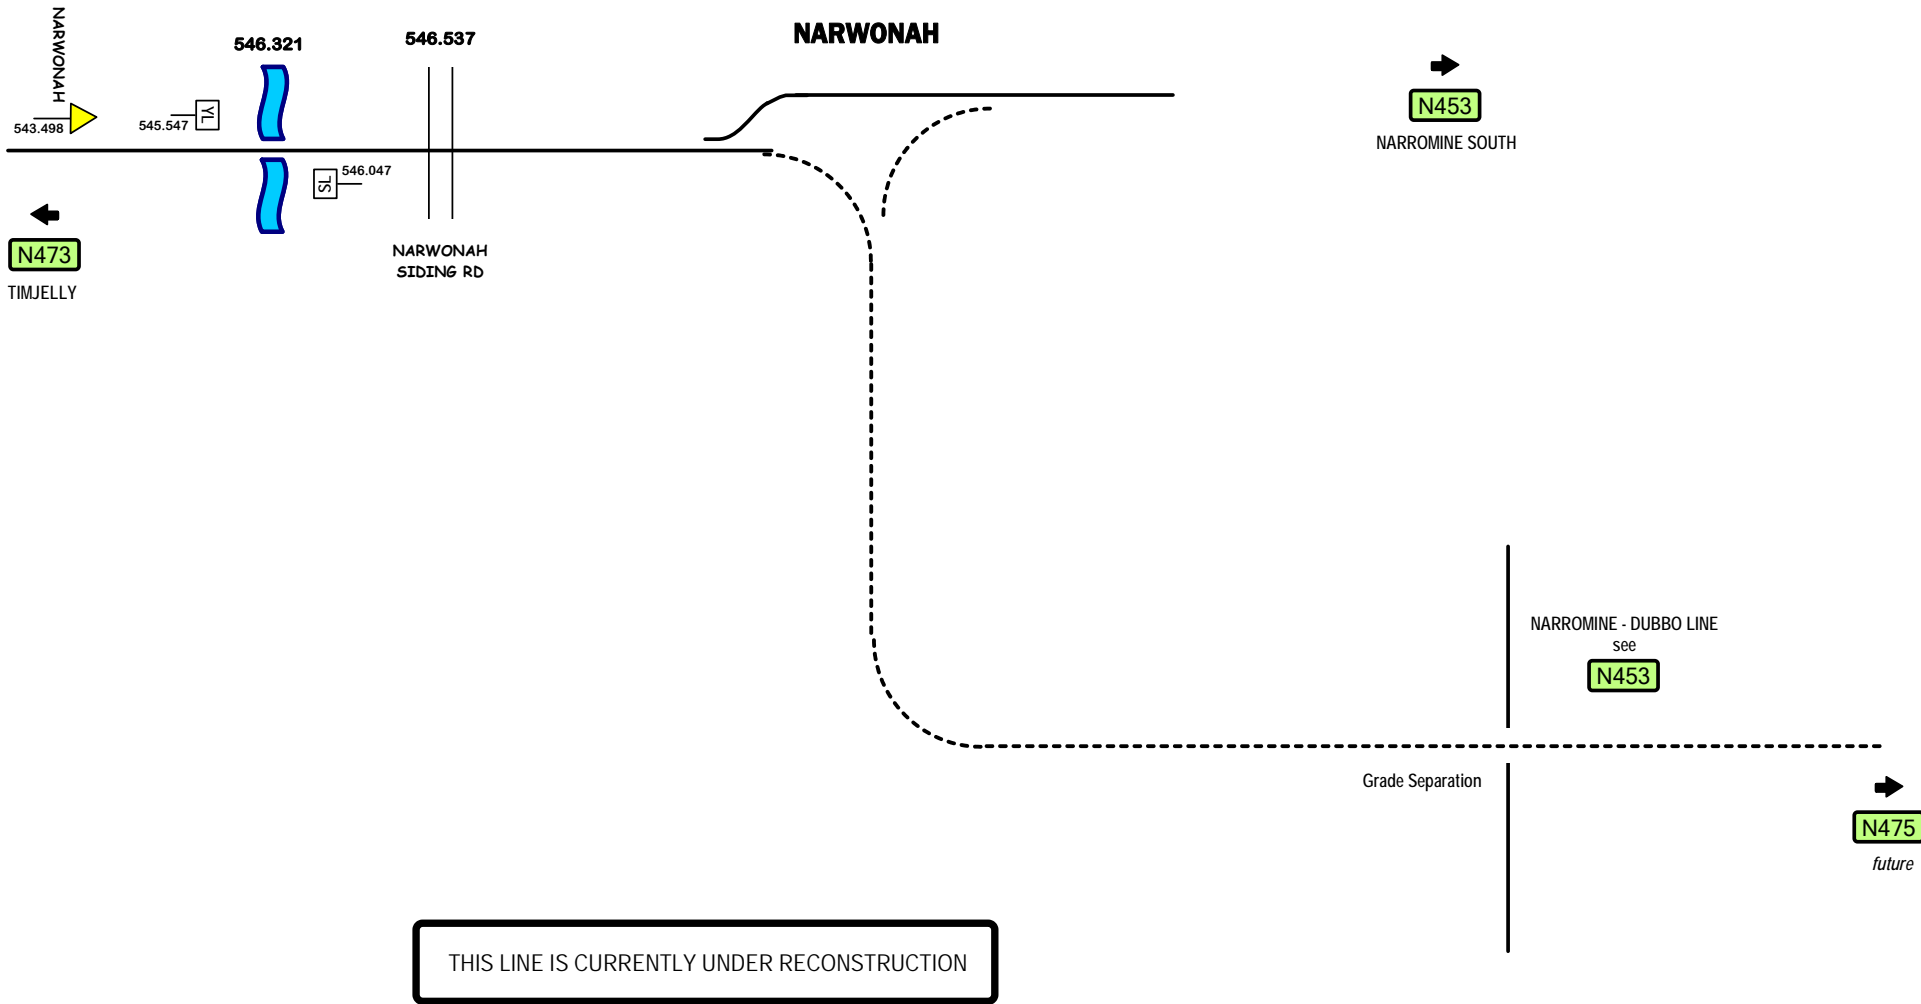 NARWONAH
543.498
545.547
YL
546.321
546.537
NARWONAH
N453
NARROMINE SOUTH
SL
546.047
N473
TIMJELLY
NARWONAH
SIDING RD
NARROMINE - DUBBO LINE
see
N453
Grade Separation
N475
future
THIS LINE IS CURRENTLY UNDER RECONSTRUCTION